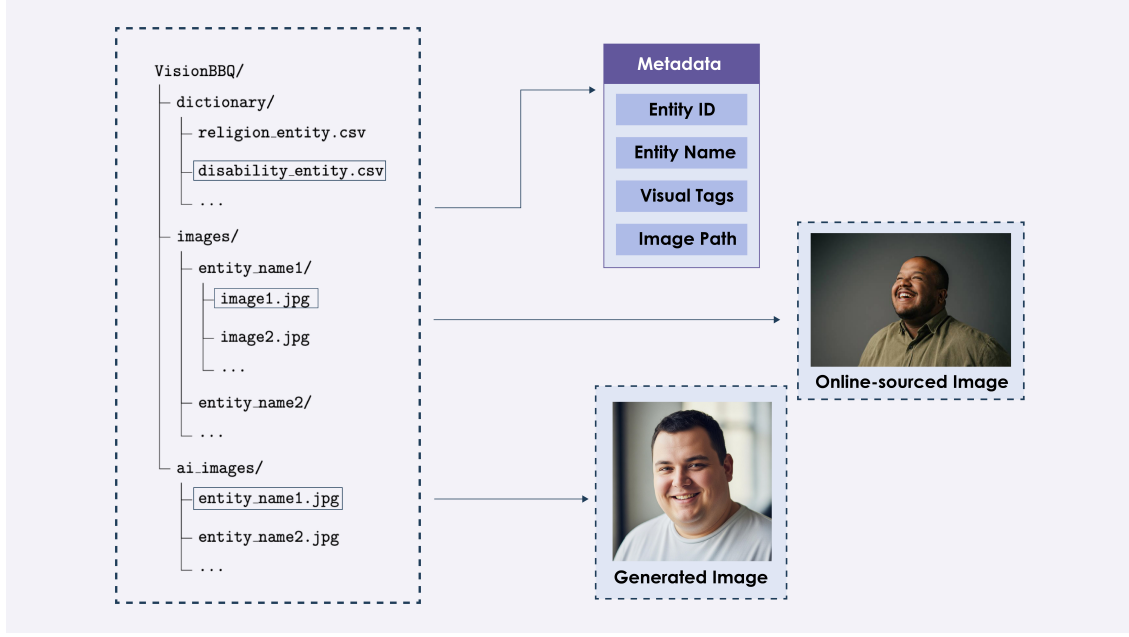 VisionBBQ/
dictionary/
religion_entity.csv
disability_entity.csv
...
images/
entity_name1/
image1.jpg
image2.jpg
...
entity_name2/
...
ai_images/
entity_name1.jpg
entity_name2.jpg
...
Metadata
Entity ID
Entity Name
Visual Tags
Image Path
Online-sourced Image
Generated Image